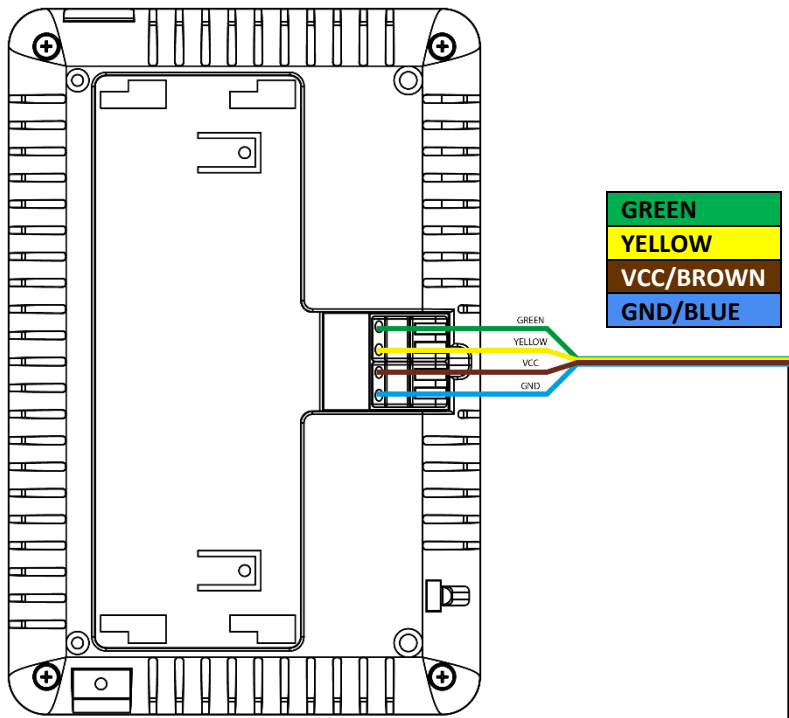 GREEN
YELLOW
VCC/BROWN
GND/BLUE
GREEN
YELLOW
VCC
GND